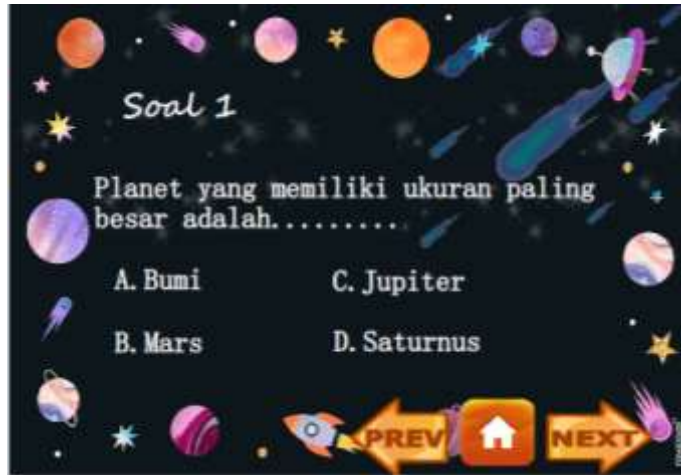 Soal 1
Planet yang memiliki ukuran paling
besar adalah.........
A. Bumi
C. Jupiter
B. Mars
D. Saturnus
PREV
NEXT